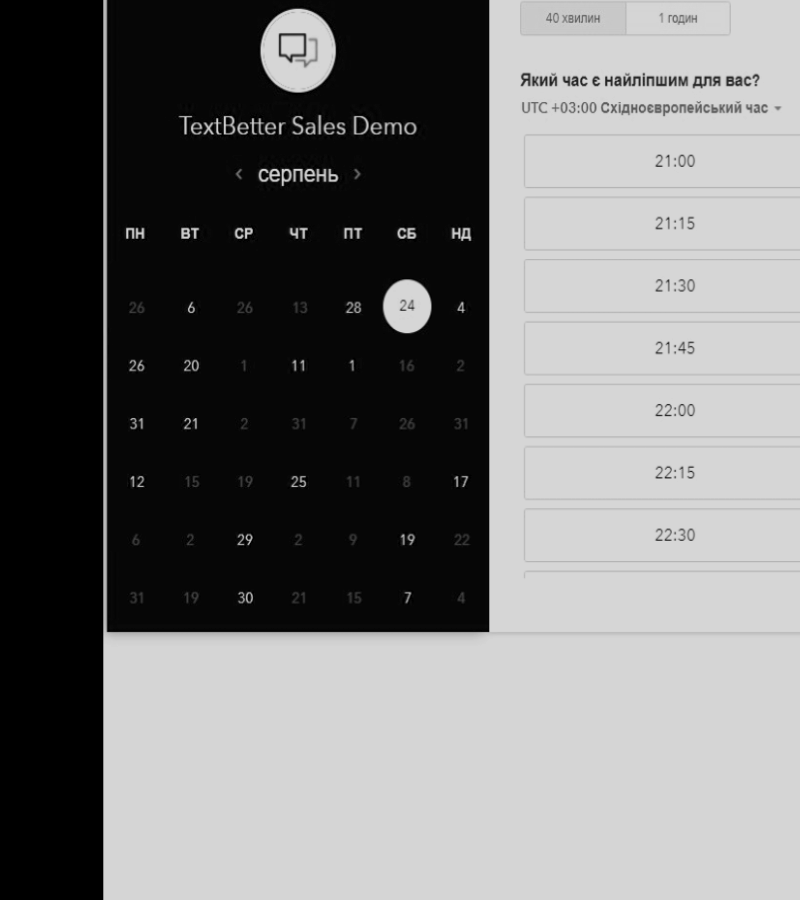 TextBetter Sales Demo
‹ серпень ›
ПН ВТ СР ЧТ ПТ СБ НД
26 6 26 13 28 24 4
26 20 1 11 1 16 2
31 21 2 31 7 26 31
12 15 19 25 11 8 17
6 2 29 2 9 19 22
31 19 30 21 15 7 4
40 хвилин 1 годин
Який час є найліпшим для вас?
UTC +03:00 Східноєвропейський час
21:00
21:15
21:30
21:45
22:00
22:15
22:30